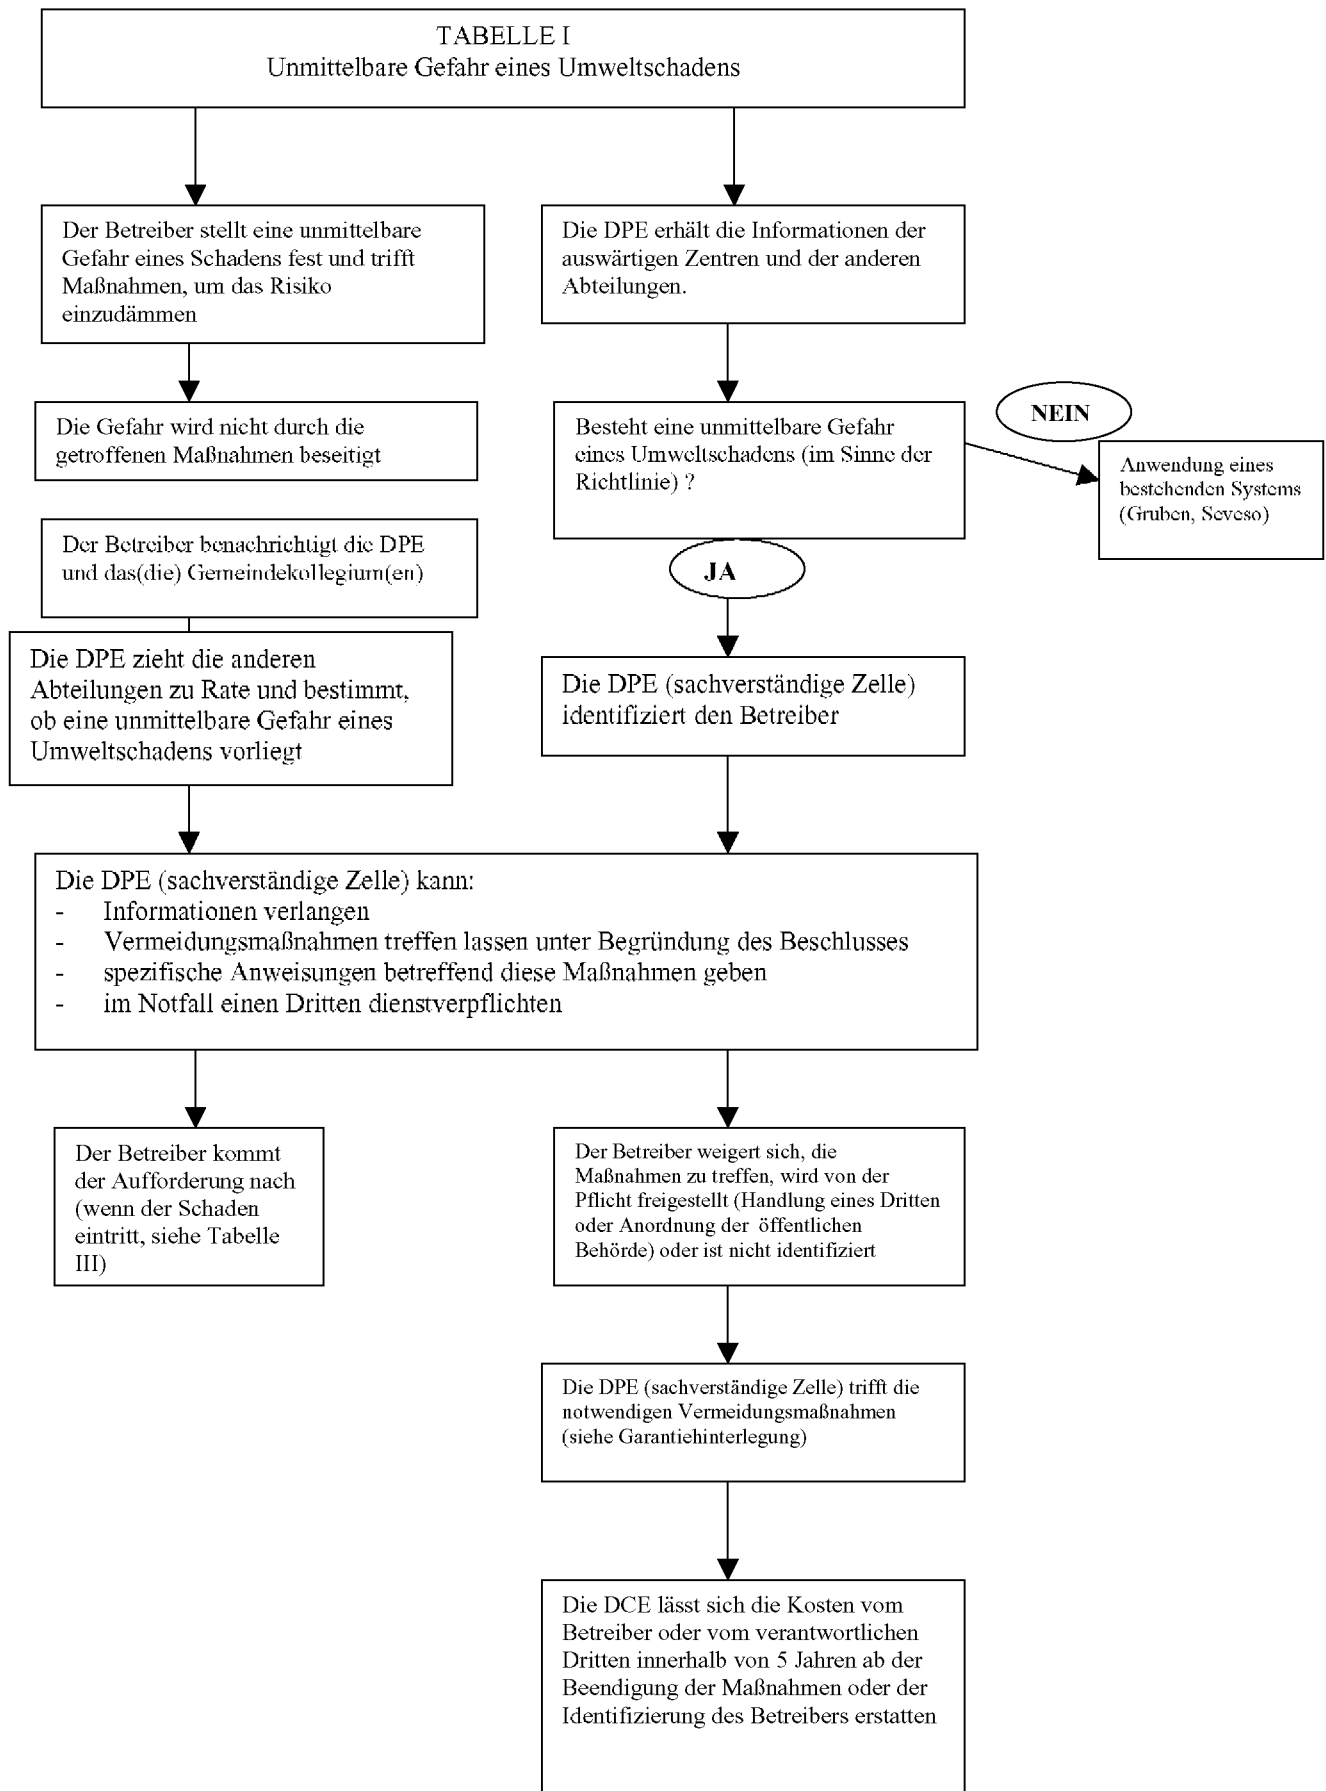 TABELLE I
Unmittelbare Gefahr eines Umweltschadens
Der Betreiber stellt eine unmittelbare
Gefahr eines Schadens fest und trifft
Maßnahmen, um das Risiko
einzudämmen
Die DPE erhält die Informationen der
auswärtigen Zentren und der anderen
Abteilungen.
Die Gefahr wird nicht durch die
getroffenen Maßnahmen beseitigt
Besteht eine unmittelbare Gefahr
eines Umweltschadens (im Sinne der
Richtlinie) ?
NEIN
Anwendung eines
bestehenden Systems
(Gruben, Seveso)
Der Betreiber benachrichtigt die DPE
und das(die) Gemeindekollegium(en)
JA
Die DPE zieht die anderen
Abteilungen zu Rate und bestimmt,
ob eine unmittelbare Gefahr eines
Umweltschadens vorliegt
Die DPE (sachverständige Zelle)
identifiziert den Betreiber
Die DPE (sachverständige Zelle) kann:
- Informationen verlangen
- Vermeidungsmaßnahmen treffen lassen unter Begründung des Beschlusses
- spezifische Anweisungen betreffend diese Maßnahmen geben
- im Notfall einen Dritten dienstverpflichten
Der Betreiber kommt
der Aufforderung nach
(wenn der Schaden
eintritt, siehe Tabelle
III)
Der Betreiber weigert sich, die
Maßnahmen zu treffen, wird von der
Pflicht freigestellt (Handlung eines Dritten
oder Anordnung der öffentlichen
Behörde) oder ist nicht identifiziert
Die DPE (sachverständige Zelle) trifft die
notwendigen Vermeidungsmaßnahmen
(siehe Garantiehinterlegung)
Die DCE lässt sich die Kosten vom
Betreiber oder vom verantwortlichen
Dritten innerhalb von 5 Jahren ab der
Beendigung der Maßnahmen oder der
Identifizierung des Betreibers erstatten